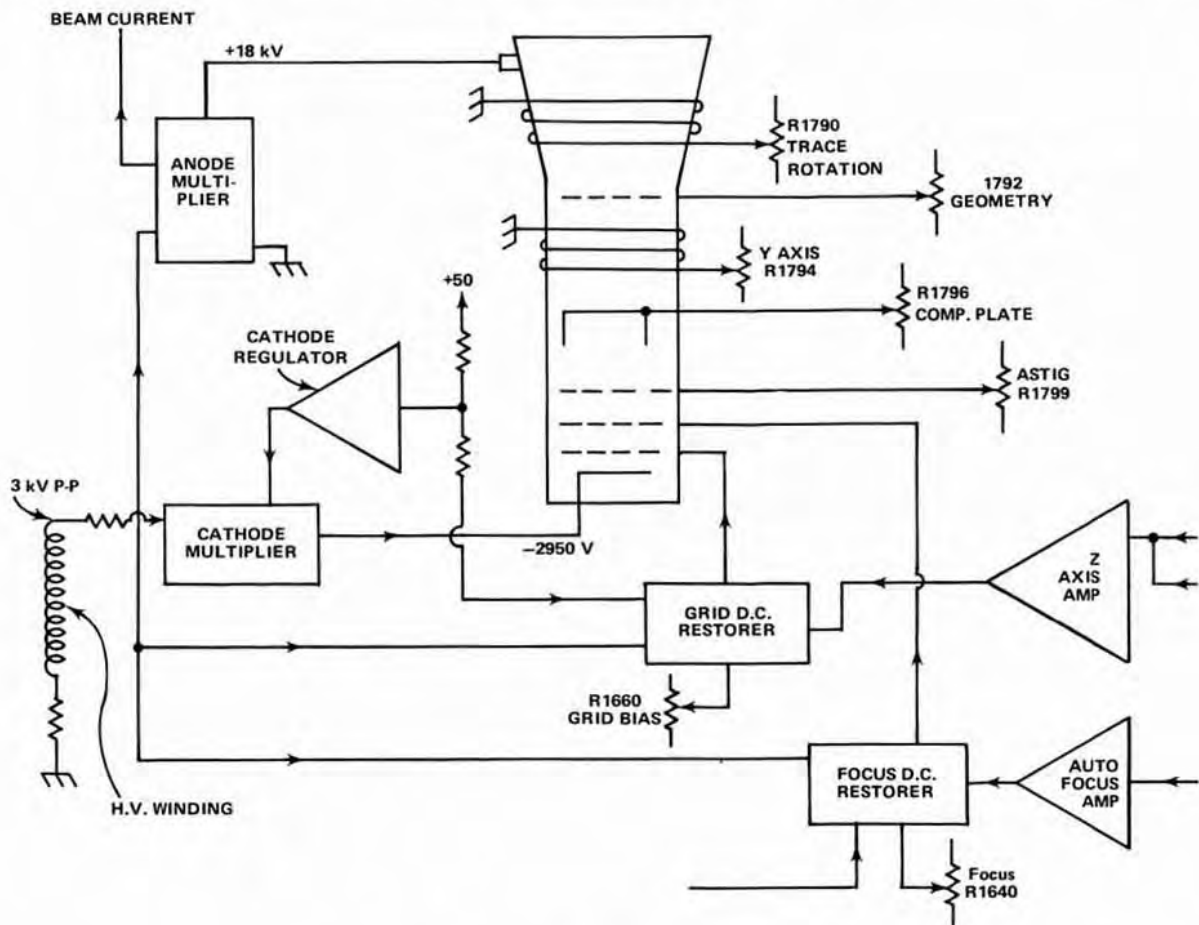 BEAM CURRENT
+18 kV
ANODE
MULTI-
PLIER
R1790
TRACE
ROTATION
1792
GEOMETRY
Y AXIS
R1794
+50
R1796
COMP. PLATE
CATHODE
REGULATOR
ASTIG
R1799
3 kV P-P
CATHODE
MULTIPLIER
−2950 V
Z
AXIS
AMP
GRID D.C.
RESTORER
R1660
GRID BIAS
H.V. WINDING
FOCUS D.C.
RESTORER
AUTO
FOCUS
AMP
Focus
R1640